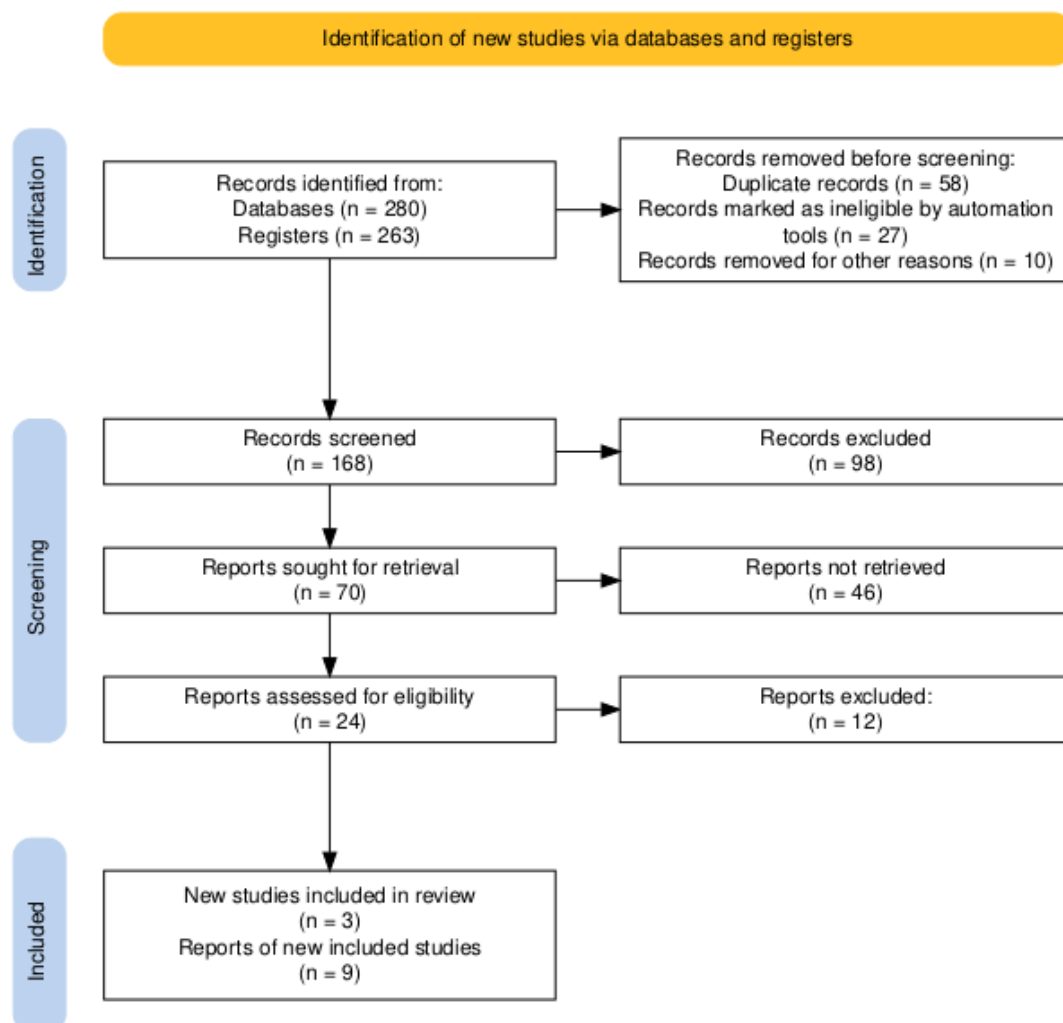 Identification of new studies via databases and registers
Identification
Records identified from:
Databases (n = 280)
Registers (n = 263)
Records removed before screening:
Duplicate records (n = 58)
Records marked as ineligible by automation
tools (n = 27)
Records removed for other reasons (n = 10)
Screening
Records screened
(n = 168)
Records excluded
(n = 98)
Reports sought for retrieval
(n = 70)
Reports not retrieved
(n = 46)
Reports assessed for eligibility
(n = 24)
Reports excluded:
(n = 12)
Included
New studies included in review
(n = 3)
Reports of new included studies
(n = 9)